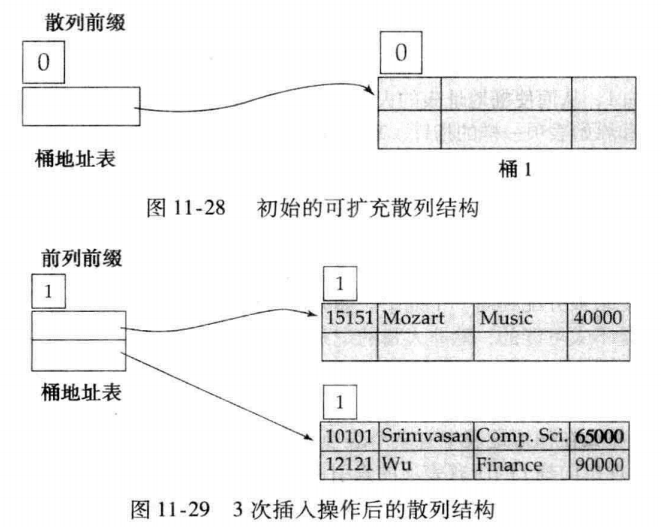 散列前缀
0
0
桶地址表
桶 1
图 11-28 初始的可扩充散列结构
前列前缀
1
1
15151 Mozart Music 40000
桶地址表
1
10101 Srinivasan Comp. Sci. 65000
12121 Wu Finance 90000
图 11-29 3 次插入操作后的散列结构